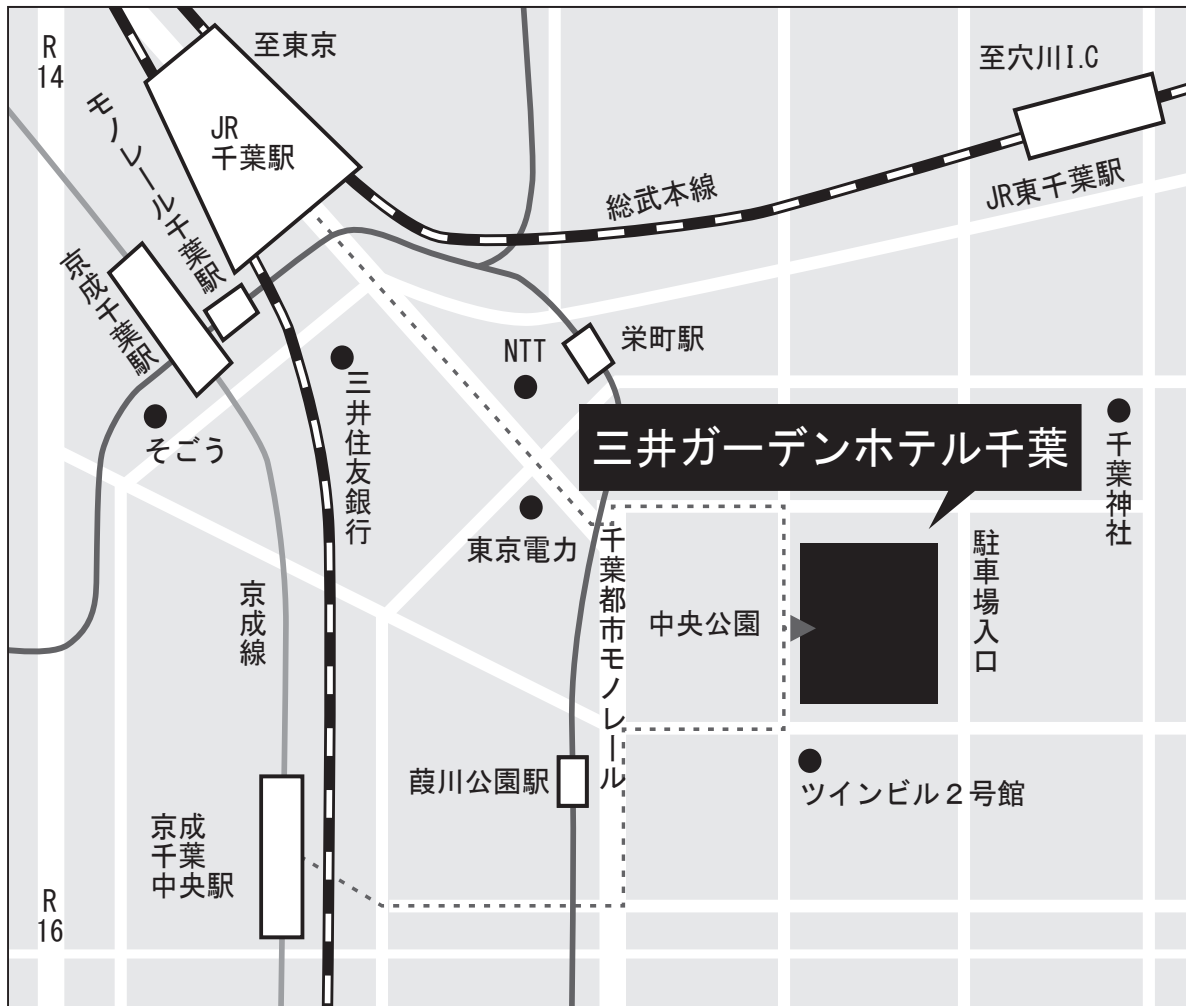 R
14
至東京
至穴川I.C
JR
千葉駅
モノレール千葉駅
京成千葉駅
総武本線
JR東千葉駅
栄町駅
NTT
三井住友銀行
そごう
三井ガーデンホテル千葉
千葉神社
東京電力
千葉都市モノレール
駐車場入口
中央公園
京成線
葭川公園駅
ツインビル２号館
京成
千葉
中央駅
R
16